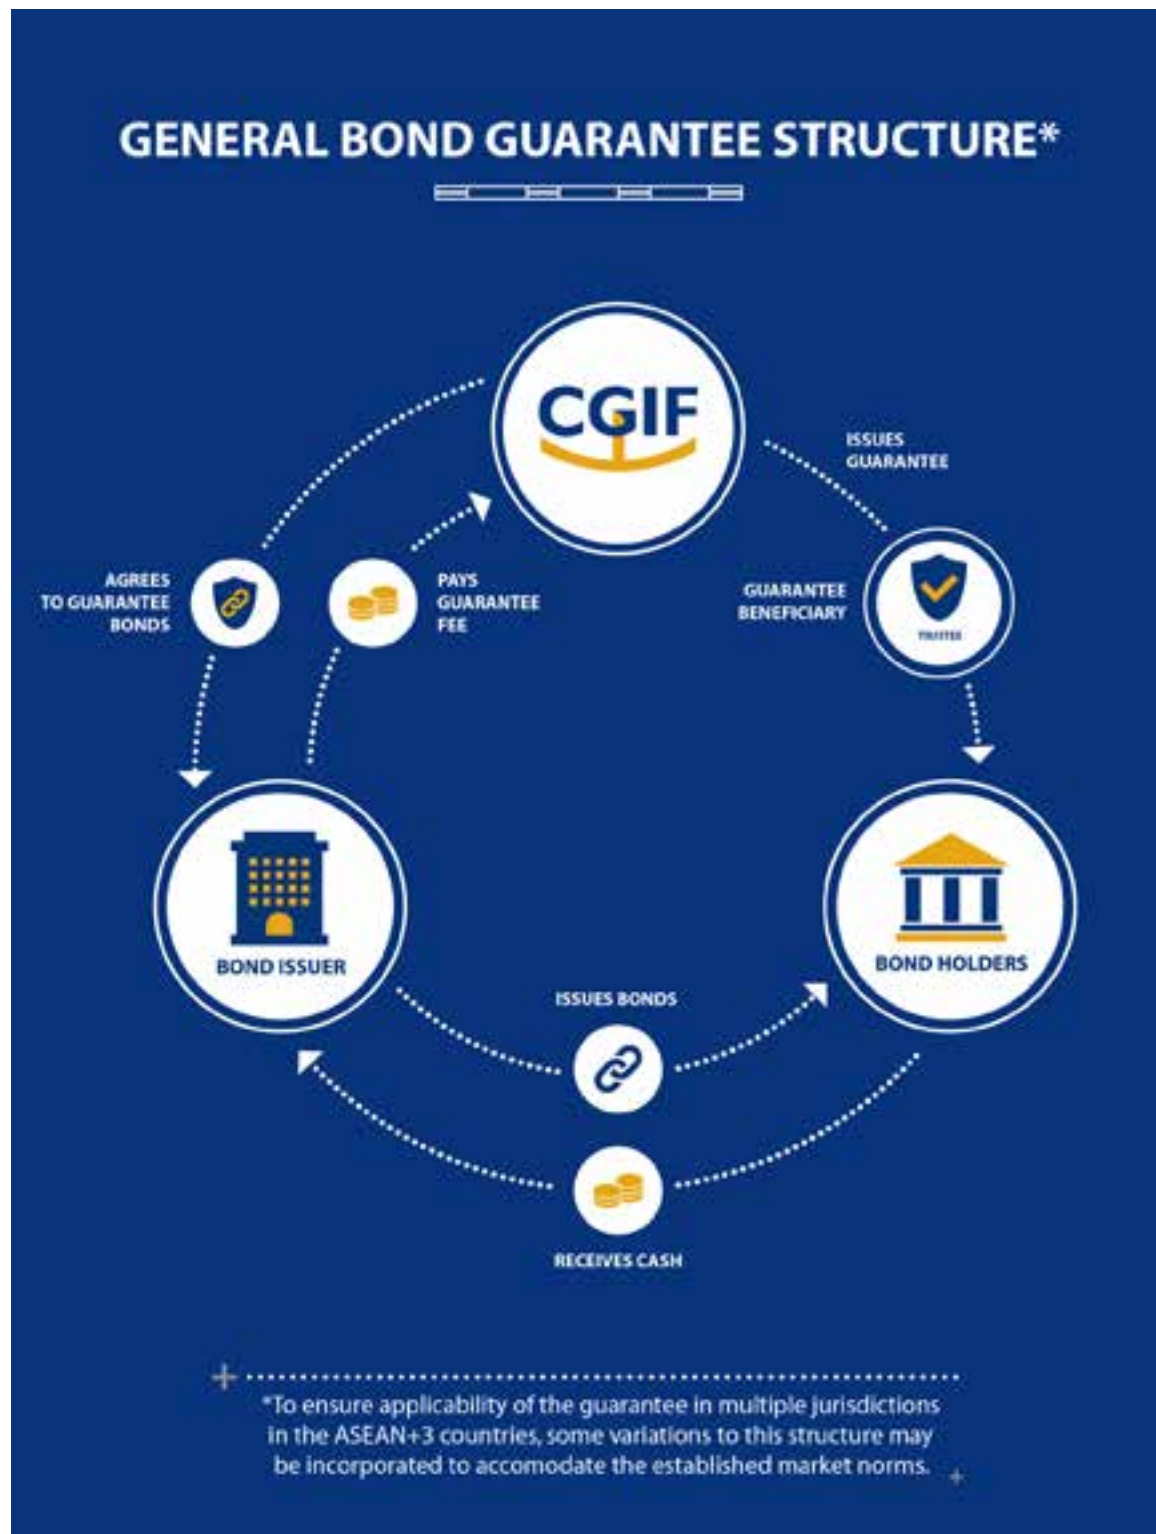 GENERAL BOND GUARANTEE STRUCTURE*
CGIF
ISSUES
GUARANTEE
AGREES
TO GUARANTEE
BONDS
PAYS
GUARANTEE
FEE
GUARANTEE
BENEFICIARY
TRUSTEE
BOND ISSUER
BOND HOLDERS
ISSUES BONDS
RECEIVES CASH
*To ensure applicability of the guarantee in multiple jurisdictions
in the ASEAN+3 countries, some variations to this structure may
be incorporated to accomodate the established market norms.